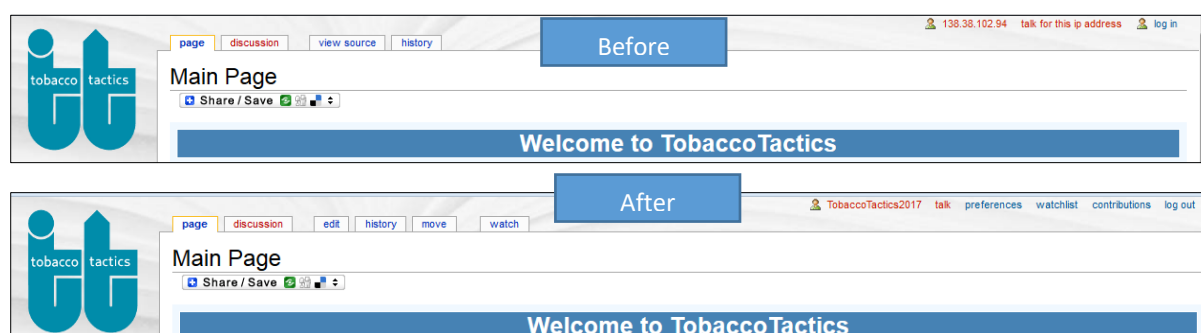 138.38.102.94 talk for this ip address log in
Before
page discussion view source history
tobacco tactics
Main Page
Share / Save
Welcome to TobaccoTactics
After
TobaccoTactics2017 talk preferences watchlist contributions log out
page discussion edit history move watch
tobacco tactics
Main Page
Share / Save
Welcome to TobaccoTactics